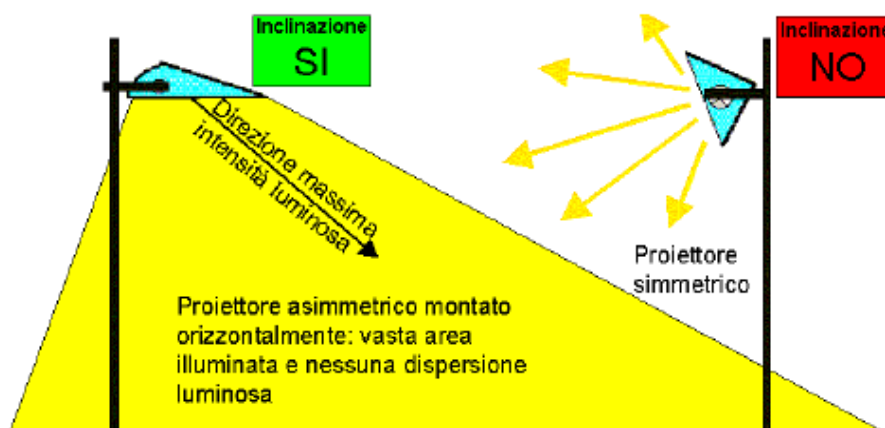 Inclinazione
SI
Inclinazione
NO
Direzione massima
intensità luminosa
Proiettore
simmetrico
Proiettore asimmetrico montato
orizzontalmente: vasta area
illuminata e nessuna dispersione
luminosa